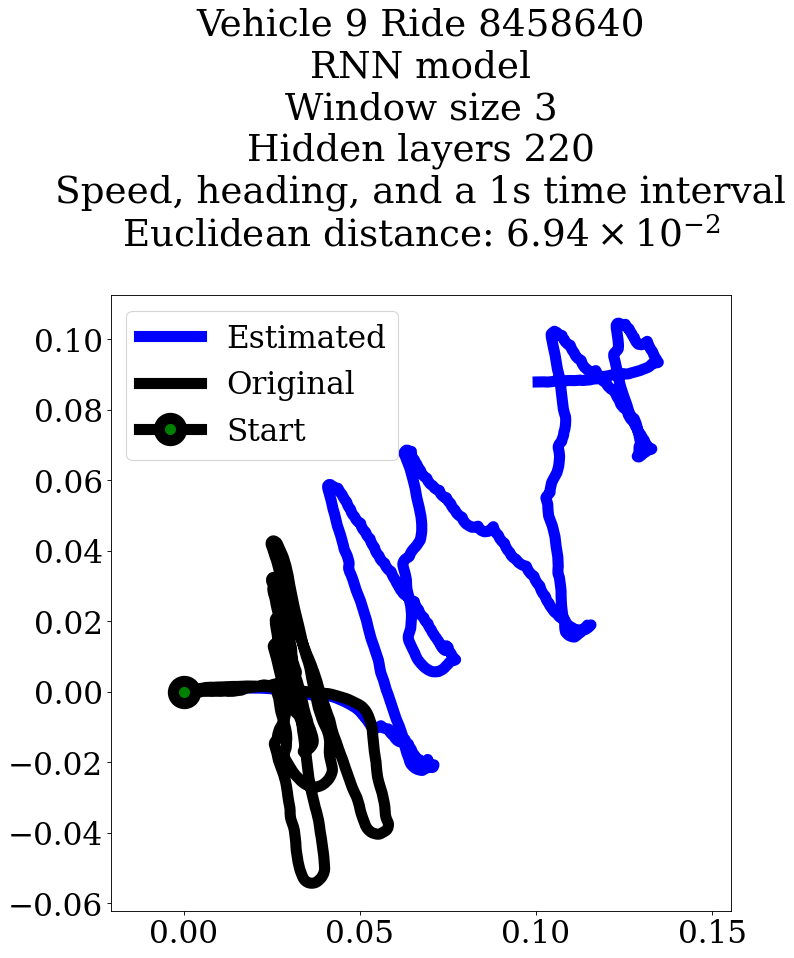 Vehicle 9 Ride 8458640
RNN model
Window size 3
Hidden layers 220
Speed, heading, and a 1s time interval
Euclidean distance: 6.94 × 10⁻²
Estimated
Original
Start
0.10
0.08
0.06
0.04
0.02
0.00
−0.02
−0.04
−0.06
0.00 0.05 0.10 0.15